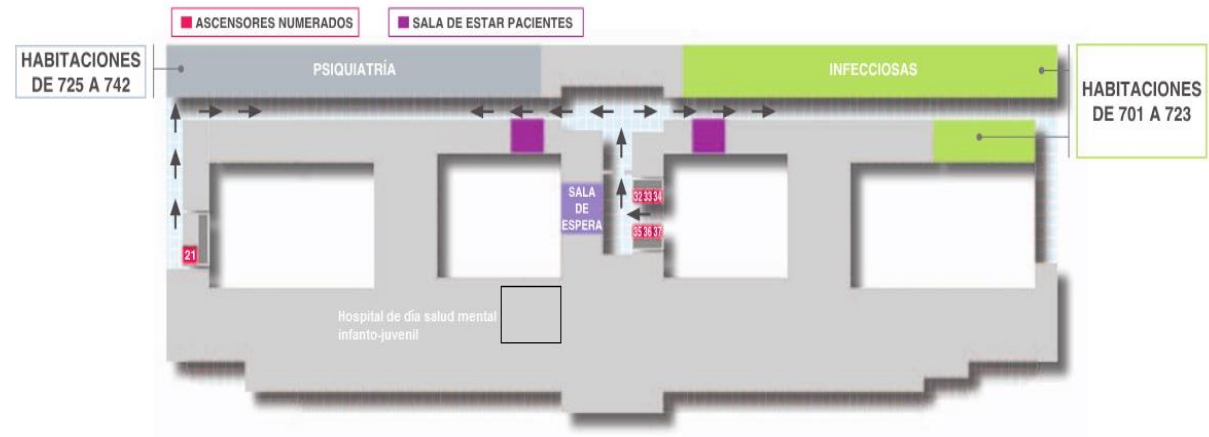 ASCENSORES NUMERADOS
SALA DE ESTAR PACIENTES
HABITACIONES
DE 725 A 742
PSIQUIATRÍA
INFECCIOSAS
HABITACIONES
DE 701 A 723
SALA
DE
ESPERA
32 33 34
35 36 37
21
Hospital de día salud mental
infanto-juvenil